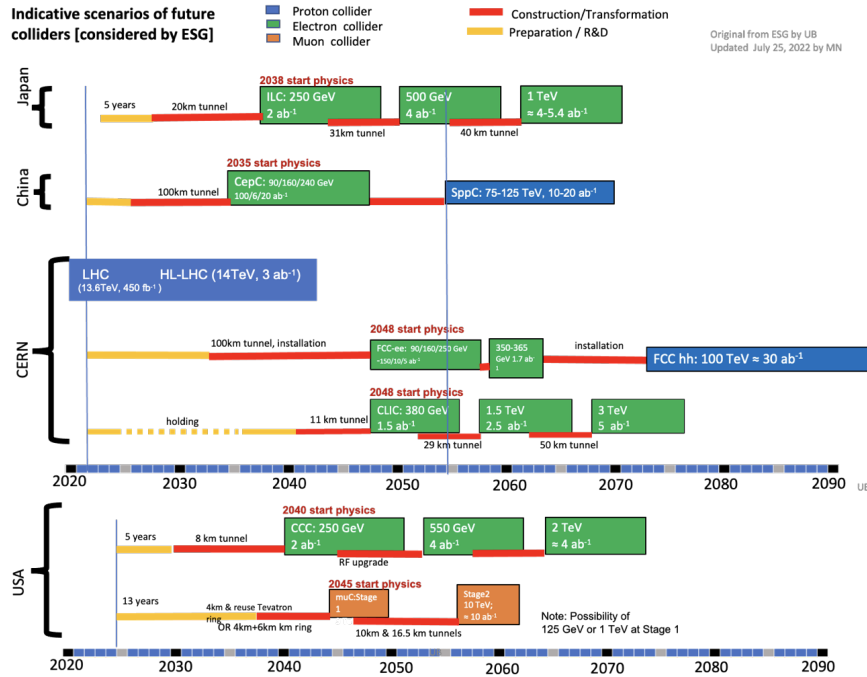 Indicative scenarios of future
colliders [considered by ESG]
Proton collider
Electron collider
Muon collider
Construction/Transformation
Preparation / R&D
Original from ESG by UB
Updated July 25, 2022 by MN
Japan
2038 start physics
5 years
20km tunnel
ILC: 250 GeV
2 ab⁻¹
500 GeV
4 ab⁻¹
1 TeV
≈ 4-5.4 ab⁻¹
31km tunnel
40 km tunnel
China
2035 start physics
100km tunnel
CepC: 90/160/240 GeV
100/6/20 ab⁻¹
SppC: 75-125 TeV, 10-20 ab⁻¹
CERN
LHC
HL-LHC (14TeV, 3 ab⁻¹)
(13.6TeV, 450 fb⁻¹)
2048 start physics
100km tunnel, installation
FCC-ee: 90/160/250 GeV
~150/10/5 ab⁻¹
350-365
GeV 1.7 ab⁻
1
installation
FCC hh: 100 TeV ≈ 30 ab⁻¹
2048 start physics
holding
11 km tunnel
CLIC: 380 GeV
1.5 ab⁻¹
1.5 TeV
2.5 ab⁻¹
3 TeV
5 ab⁻¹
29 km tunnel
50 km tunnel
2020 2030 2040 2050 2060 2070 2080 2090
UE
USA
2040 start physics
5 years
8 km tunnel
CCC: 250 GeV
2 ab⁻¹
550 GeV
4 ab⁻¹
2 TeV
≈ 4 ab⁻¹
RF upgrade
2045 start physics
13 years
4km & reuse Tevatron
ring
OR 4km+6km km ring
muC:Stage
1
10km & 16.5 km tunnels
Stage2
10 TeV;
≈ 10 ab⁻¹
Note: Possibility of
125 GeV or 1 TeV at Stage 1
2020 2030 2040 2050 2060 2070 2080 2090